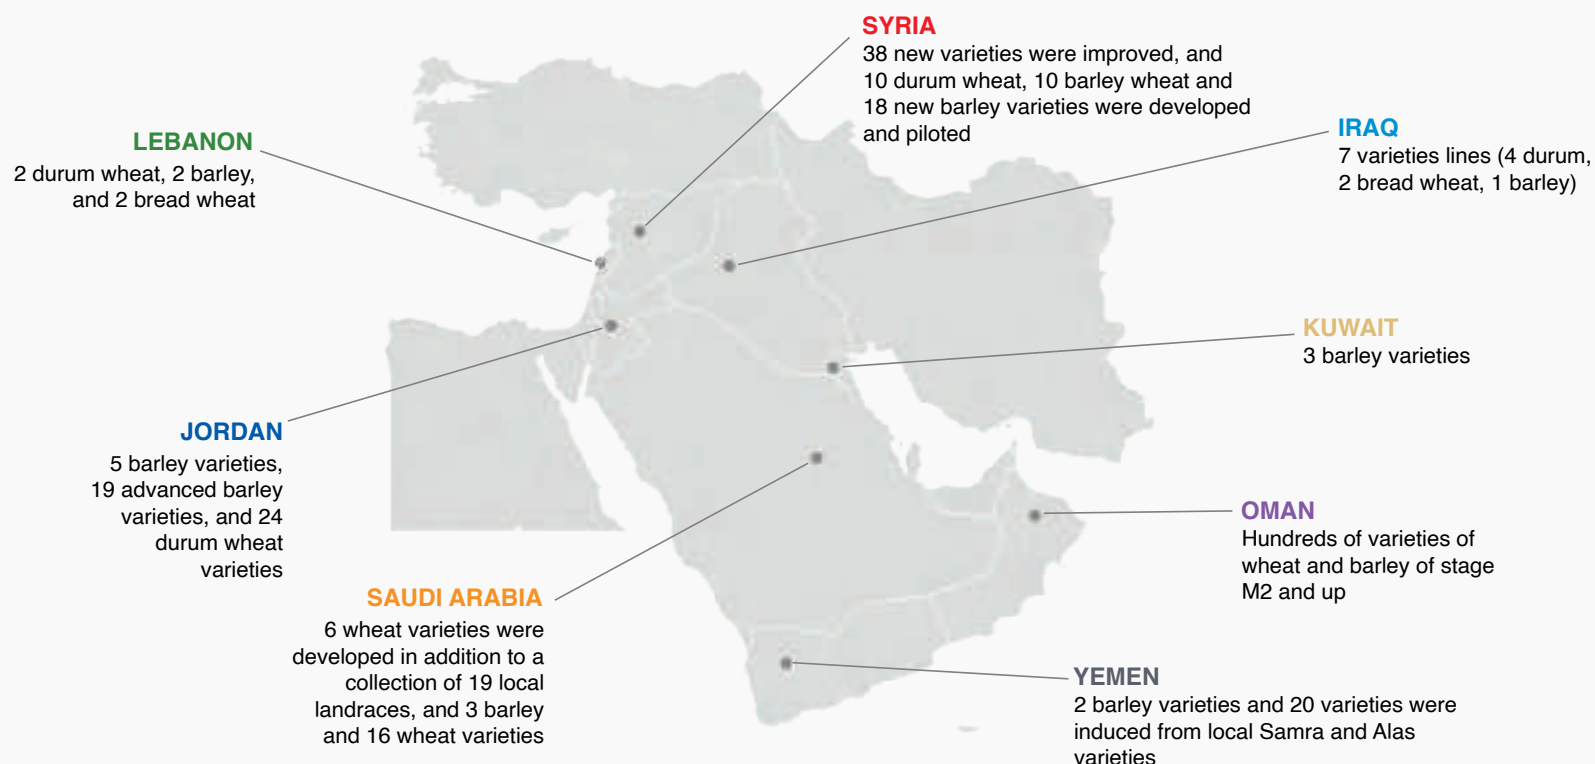 SYRIA
38 new varieties were improved, and
10 durum wheat, 10 barley wheat and
18 new barley varieties were developed
and piloted
LEBANON
2 durum wheat, 2 barley,
and 2 bread wheat
IRAQ
7 varieties lines (4 durum,
2 bread wheat, 1 barley)
KUWAIT
3 barley varieties
JORDAN
5 barley varieties,
19 advanced barley
varieties, and 24
durum wheat
varieties
OMAN
Hundreds of varieties of
wheat and barley of stage
M2 and up
SAUDI ARABIA
6 wheat varieties were
developed in addition to a
collection of 19 local
landraces, and 3 barley
and 16 wheat varieties
YEMEN
2 barley varieties and 20 varieties were
induced from local Samra and Alas
varieties